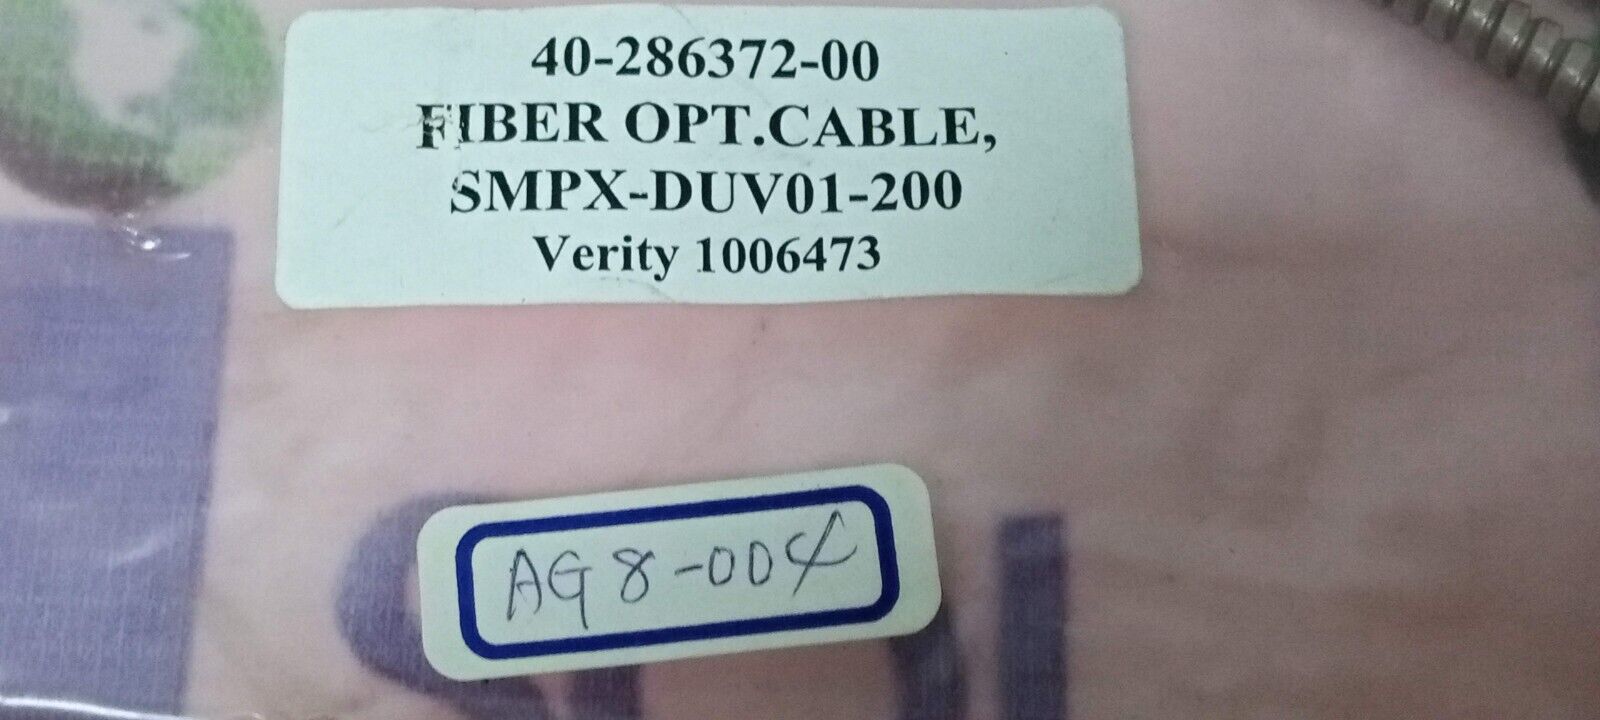 40-286372-00
FIBER OPT.CABLE,
SMPX-DUV01-200
Verity 1006473
AG8-004